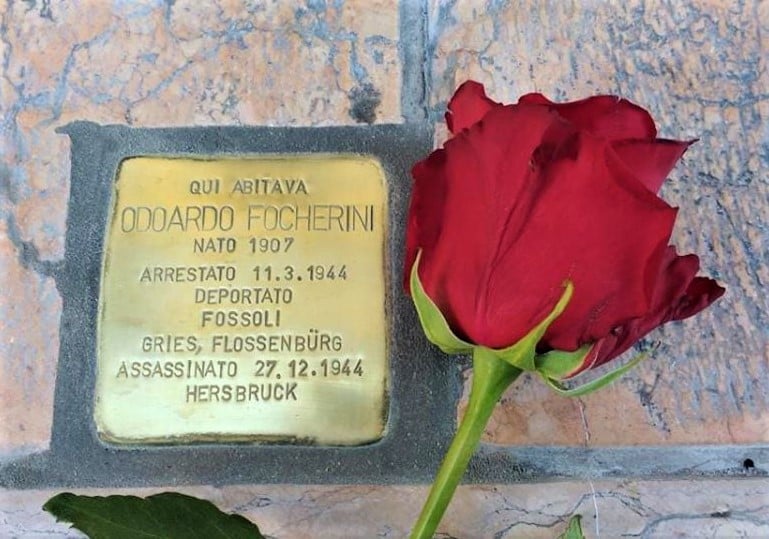 QUI ABITAVA
ODOARDO FOCHERINI
NATO 1907
ARRESTATO 11.3.1944
DEPORTATO
FOSSOLI
GRIES, FLOSSENBÜRG
ASSASSINATO 27.12.1944
HERSBRUCK